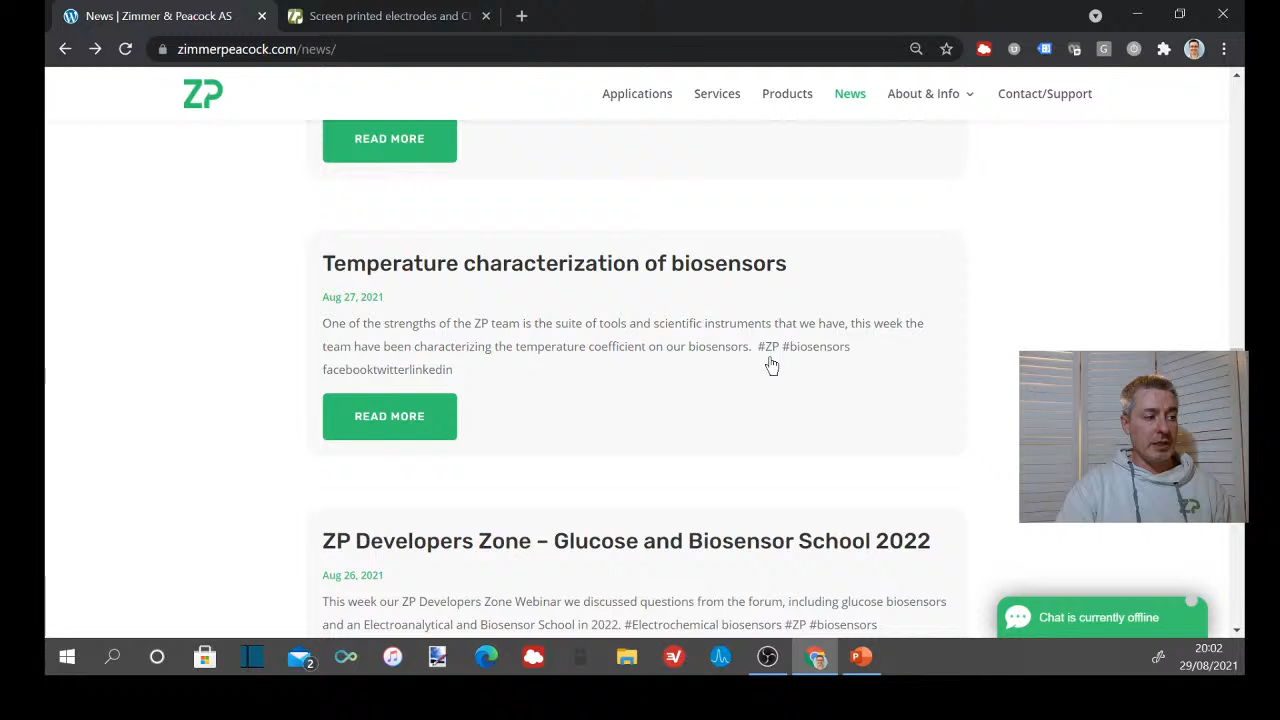 News | Zimmer & Peacock AS
Screen printed electrodes and Cl
zimmerpeacock.com/news/
ZP
Applications
Services
Products
News
About & Info
Contact/Support
READ MORE
Temperature characterization of biosensors
Aug 27, 2021
One of the strengths of the ZP team is the suite of tools and scientific instruments that we have, this week the
team have been characterizing the temperature coefficient on our biosensors. #ZP #biosensors
facebooktwitterlinkedin
READ MORE
ZP Developers Zone – Glucose and Biosensor School 2022
Aug 26, 2021
This week our ZP Developers Zone Webinar we discussed questions from the forum, including glucose biosensors
and an Electroanalytical and Biosensor School in 2022. #Electrochemical biosensors #ZP #biosensors
ZP
Chat is currently offline
2
20:02
29/08/2021